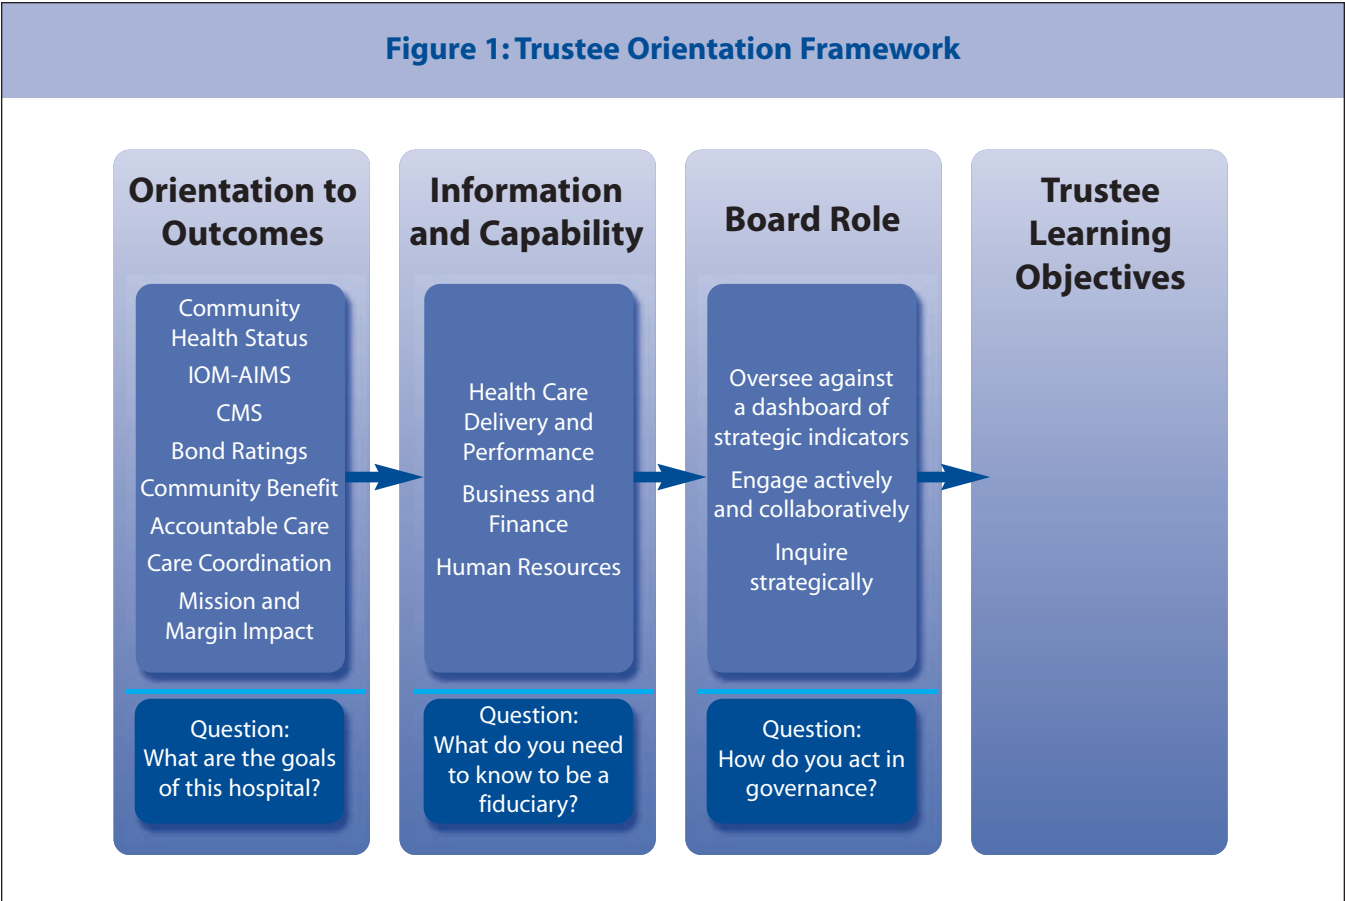 Figure 1: Trustee Orientation Framework
Orientation to
Outcomes
Community
Health Status
IOM-AIMS
CMS
Bond Ratings
Community Benefit
Accountable Care
Care Coordination
Mission and
Margin Impact
Question:
What are the goals
of this hospital?
Information
and Capability
Health Care
Delivery and
Performance
Business and
Finance
Human Resources
Question:
What do you need
to know to be a
fiduciary?
Board Role
Oversee against
a dashboard of
strategic indicators
Engage actively
and collaboratively
Inquire
strategically
Question:
How do you act in
governance?
Trustee
Learning
Objectives